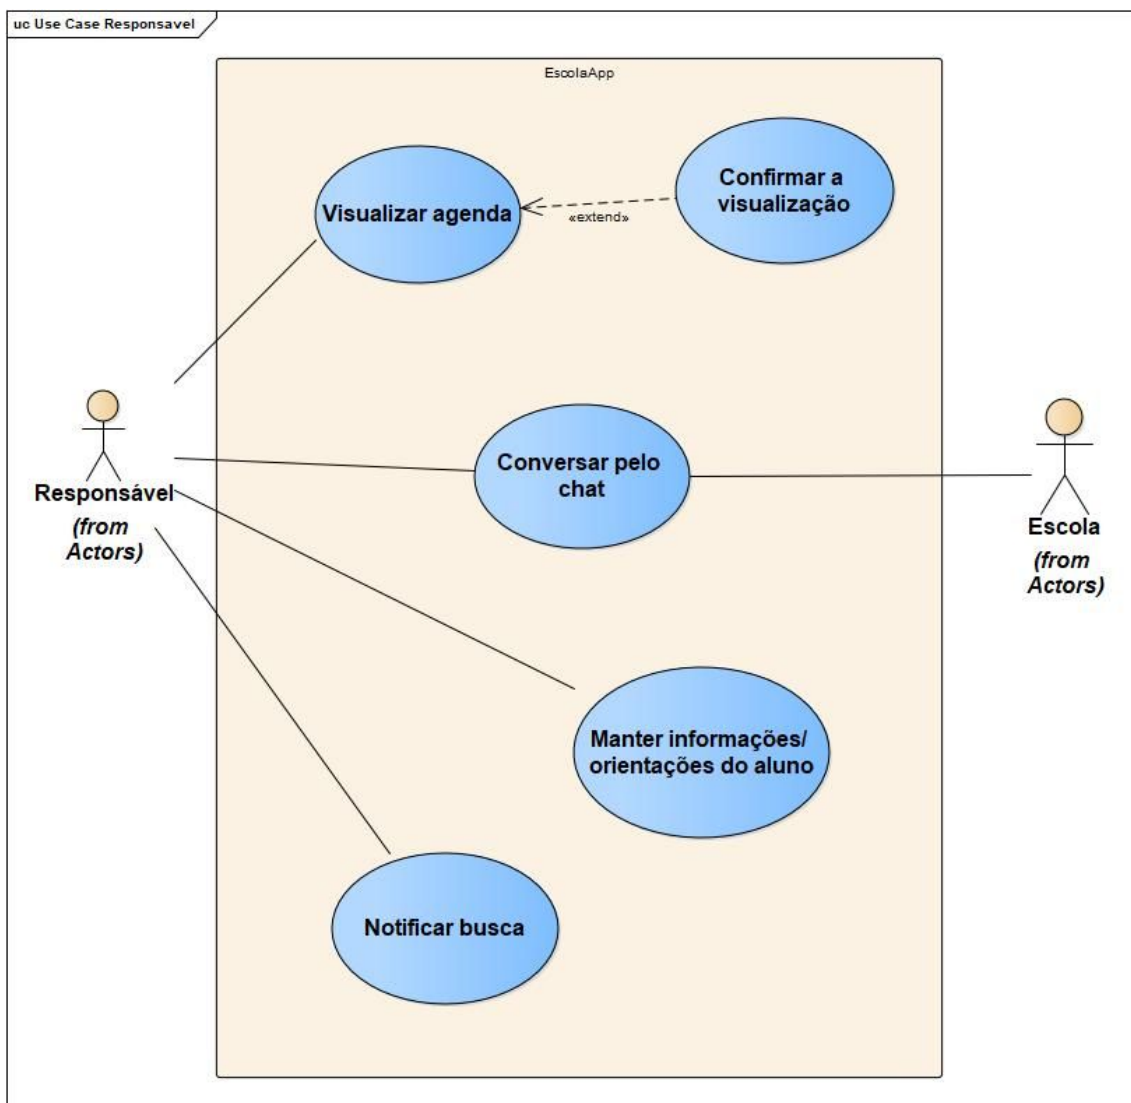 uc Use Case Responsavel
EscolaApp
Visualizar agenda
«extend»
Confirmar a
visualização
Responsável
(from
Actors)
Conversar pelo
chat
Escola
(from
Actors)
Manter informações/
orientações do aluno
Notificar busca